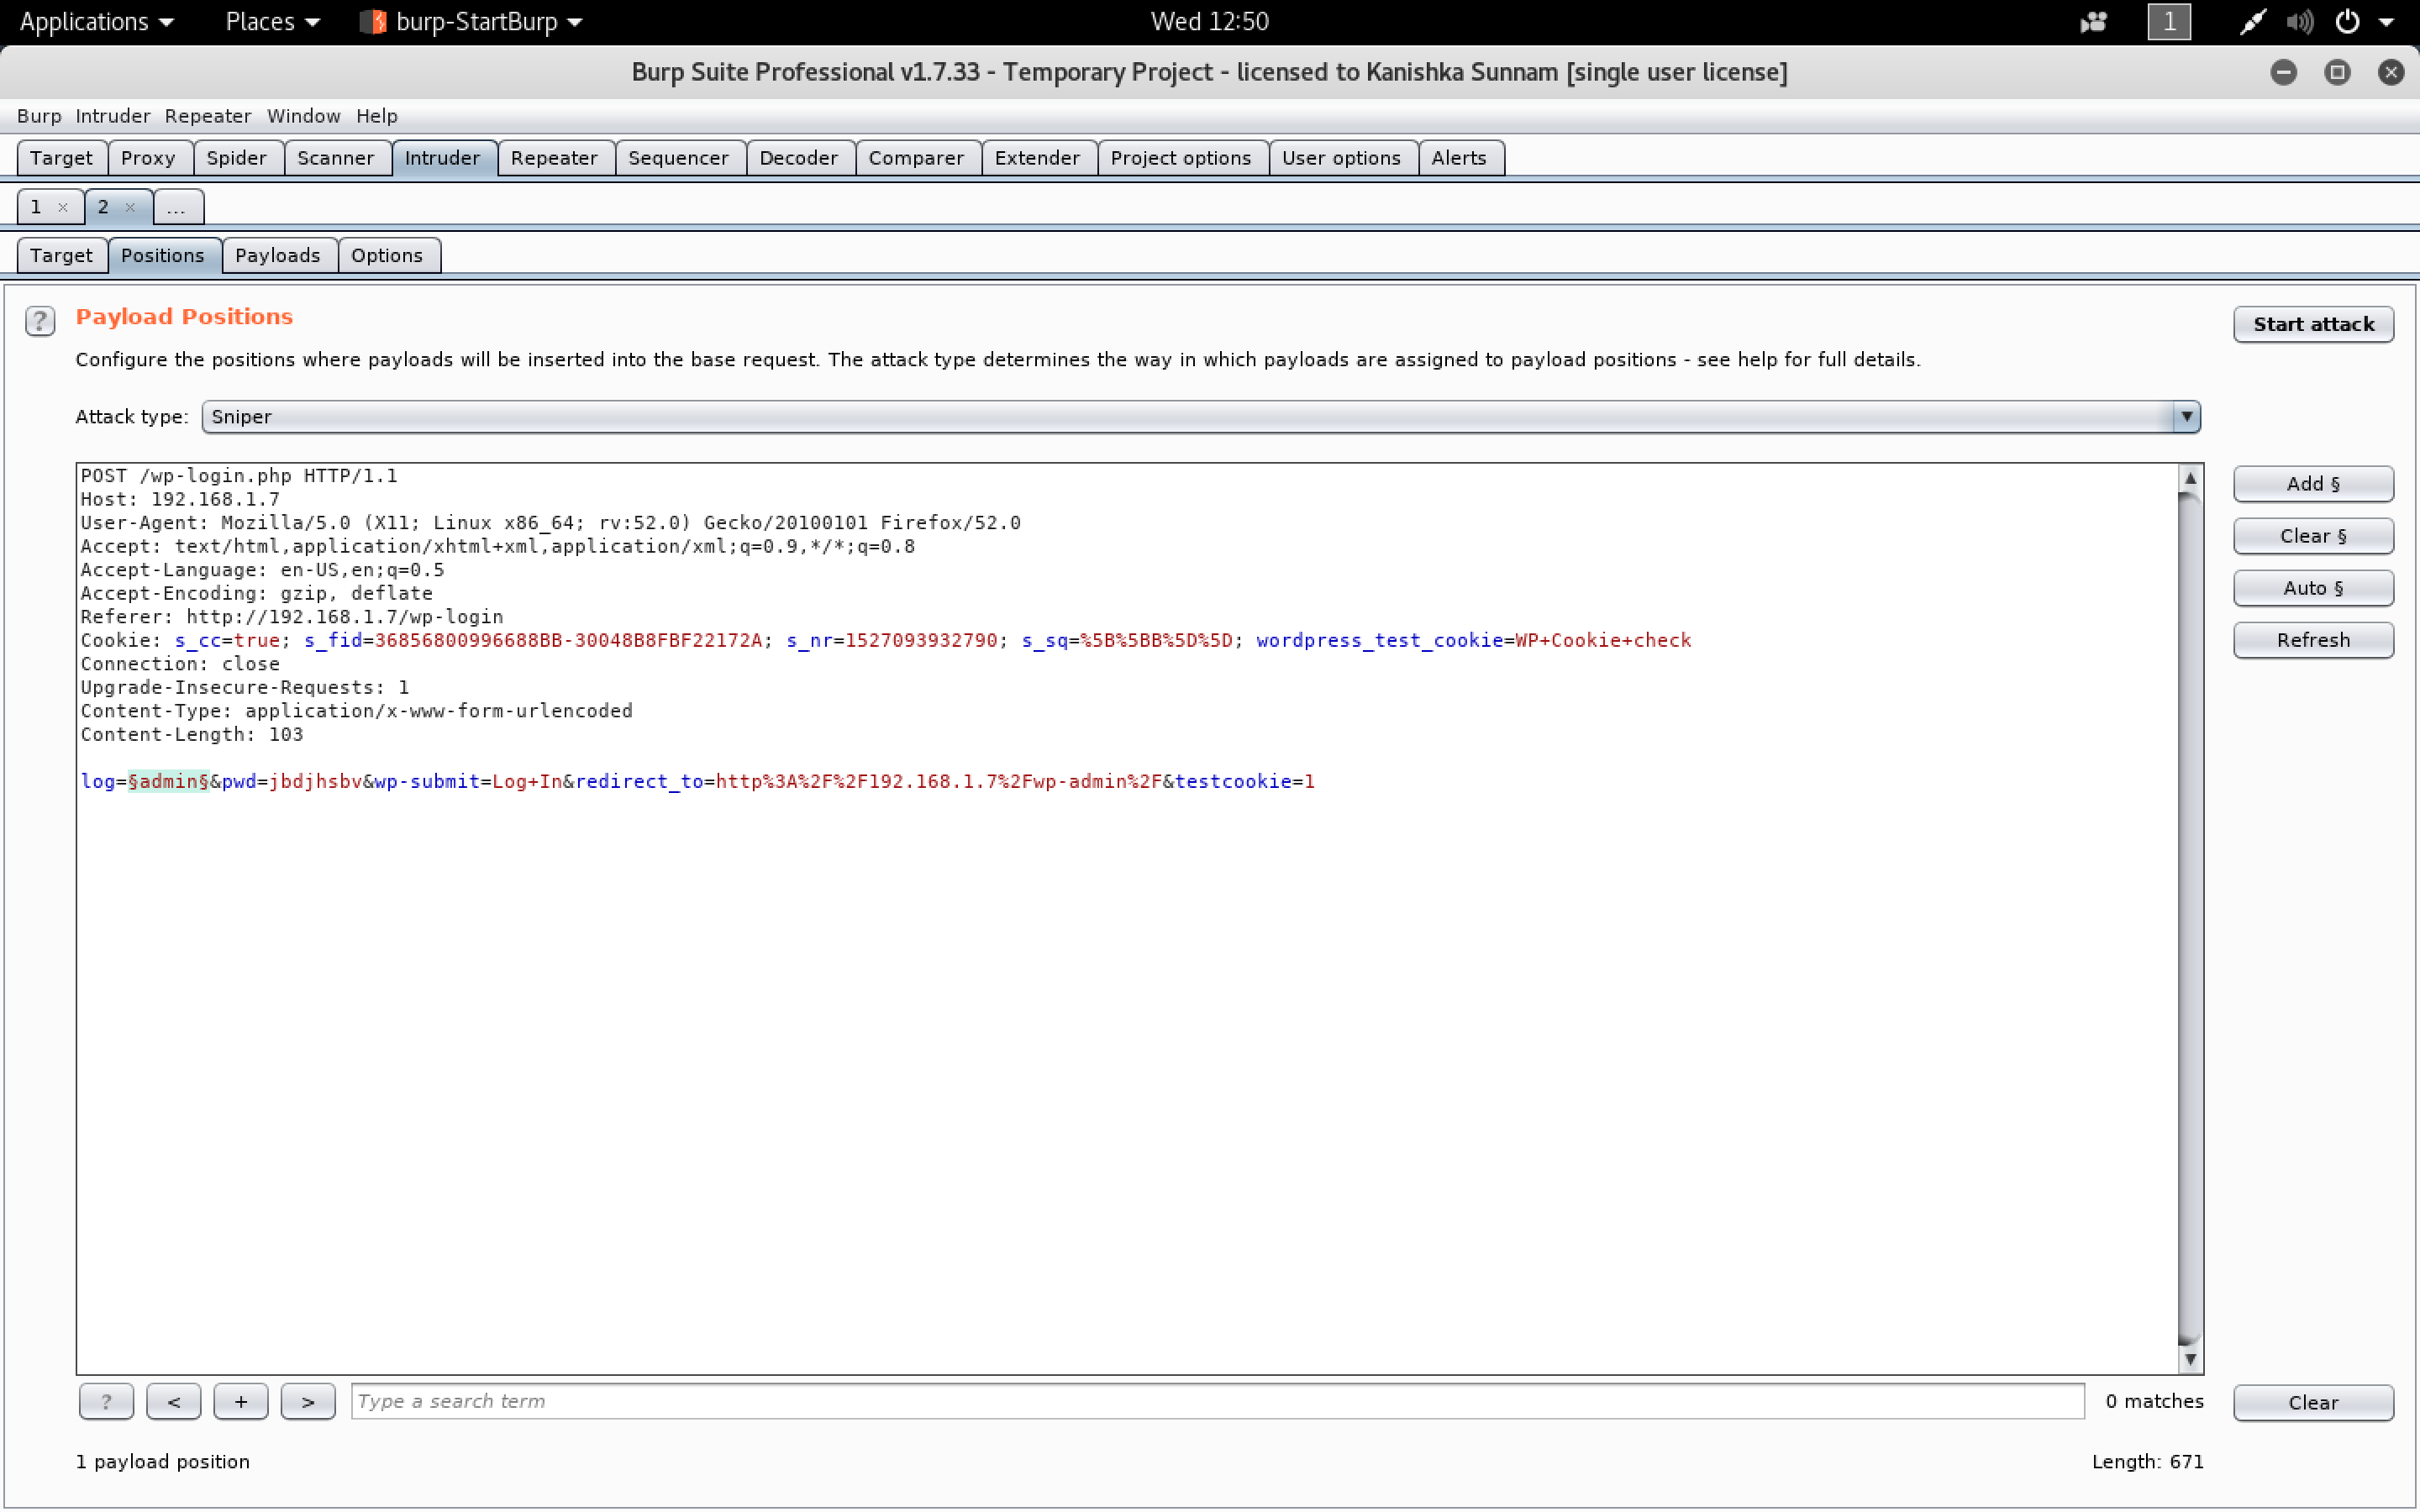 Applications Places burp-StartBurp Wed 12:50 1
Burp Suite Professional v1.7.33 - Temporary Project - licensed to Kanishka Sunnam [single user license]
Burp Intruder Repeater Window Help
Target Proxy Spider Scanner Intruder Repeater Sequencer Decoder Comparer Extender Project options User options Alerts
1 × 2 × ...
Target Positions Payloads Options
? Payload Positions
Start attack
Configure the positions where payloads will be inserted into the base request. The attack type determines the way in which payloads are assigned to payload positions - see help for full details.
Attack type: Sniper
POST /wp-login.php HTTP/1.1
Host: 192.168.1.7
User-Agent: Mozilla/5.0 (X11; Linux x86_64; rv:52.0) Gecko/20100101 Firefox/52.0
Accept: text/html,application/xhtml+xml,application/xml;q=0.9,*/*;q=0.8
Accept-Language: en-US,en;q=0.5
Accept-Encoding: gzip, deflate
Referer: http://192.168.1.7/wp-login
Cookie: s_cc=true; s_fid=36856800996688BB-30048B8FBF22172A; s_nr=1527093932790; s_sq=%5B%5BB%5D%5D; wordpress_test_cookie=WP+Cookie+check
Connection: close
Upgrade-Insecure-Requests: 1
Content-Type: application/x-www-form-urlencoded
Content-Length: 103
log=§admin§&pwd=jbdjhsbv&wp-submit=Log+In&redirect_to=http%3A%2F%2F192.168.1.7%2Fwp-admin%2F&testcookie=1
Add §
Clear §
Auto §
Refresh
? < + > Type a search term 0 matches Clear
1 payload position Length: 671